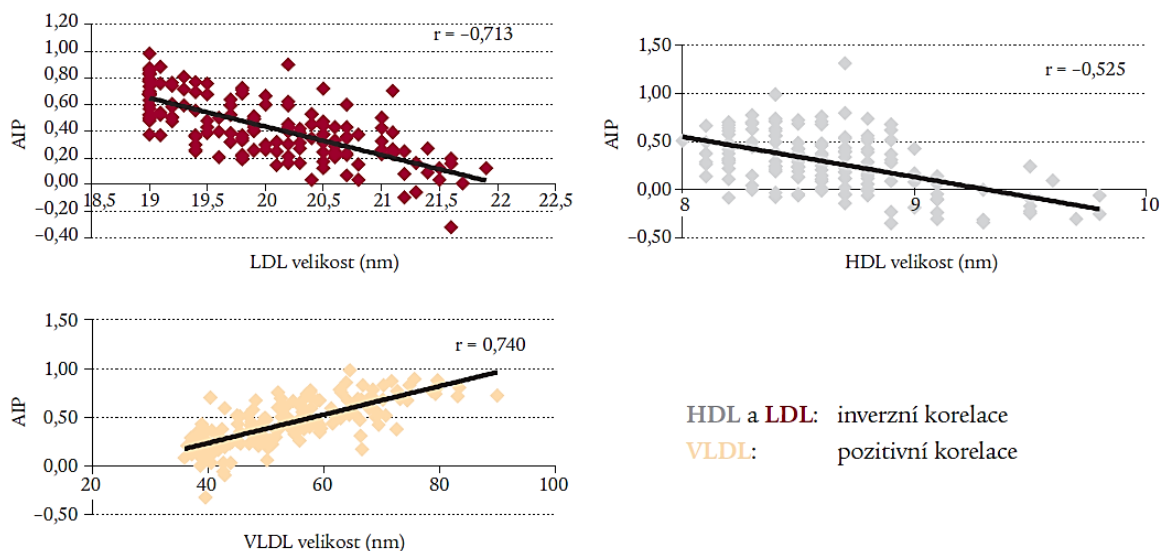 1,20
1,00
0,80
0,60
0,40
0,20
0,00
–0,20
–0,40
AIP
r = –0,713
18,5 19 19,5 20 20,5 21 21,5 22 22,5
LDL velikost (nm)
1,50
1,00
0,50
0,00
–0,50
AIP
r = –0,525
8 9 10
HDL velikost (nm)
1,50
1,00
0,50
0,00
–0,50
AIP
r = 0,740
20 40 60 80 100
VLDL velikost (nm)
HDL a LDL: inverzní korelace
VLDL: pozitivní korelace